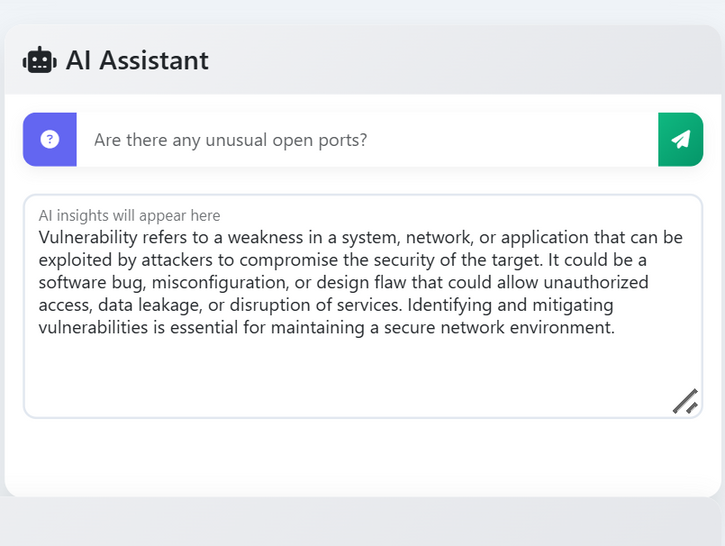 AI Assistant
Are there any unusual open ports?
AI insights will appear here
Vulnerability refers to a weakness in a system, network, or application that can be
exploited by attackers to compromise the security of the target. It could be a
software bug, misconfiguration, or design flaw that could allow unauthorized
access, data leakage, or disruption of services. Identifying and mitigating
vulnerabilities is essential for maintaining a secure network environment.